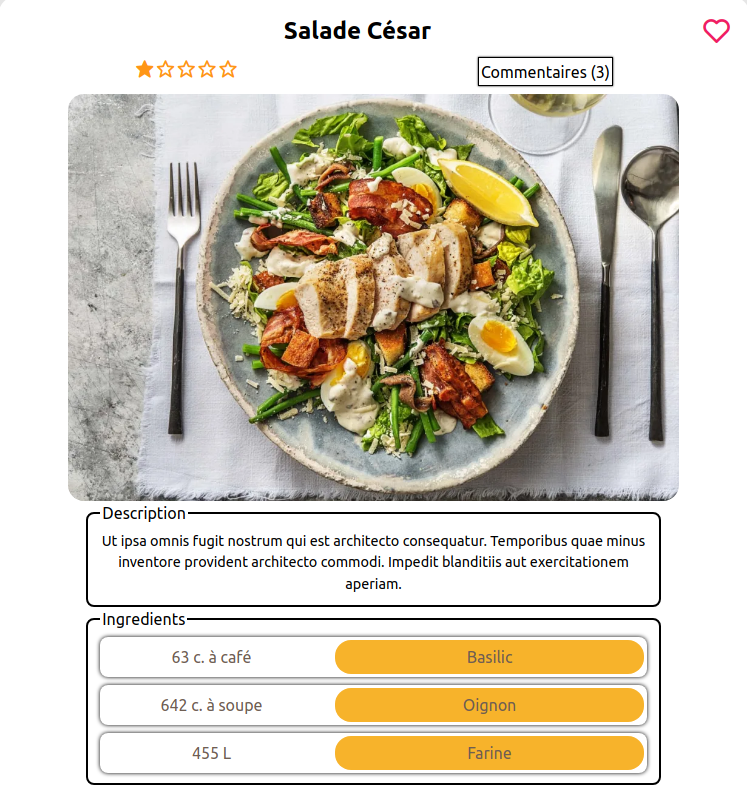 Salade César
Commentaires (3)
Description
Ut ipsa omnis fugit nostrum qui est architecto consequatur. Temporibus quae minus
inventore provident architecto commodi. Impedit blanditiis aut exercitationem
aperiam.
Ingredients
63 c. à café
Basilic
642 c. à soupe
Oignon
455 L
Farine